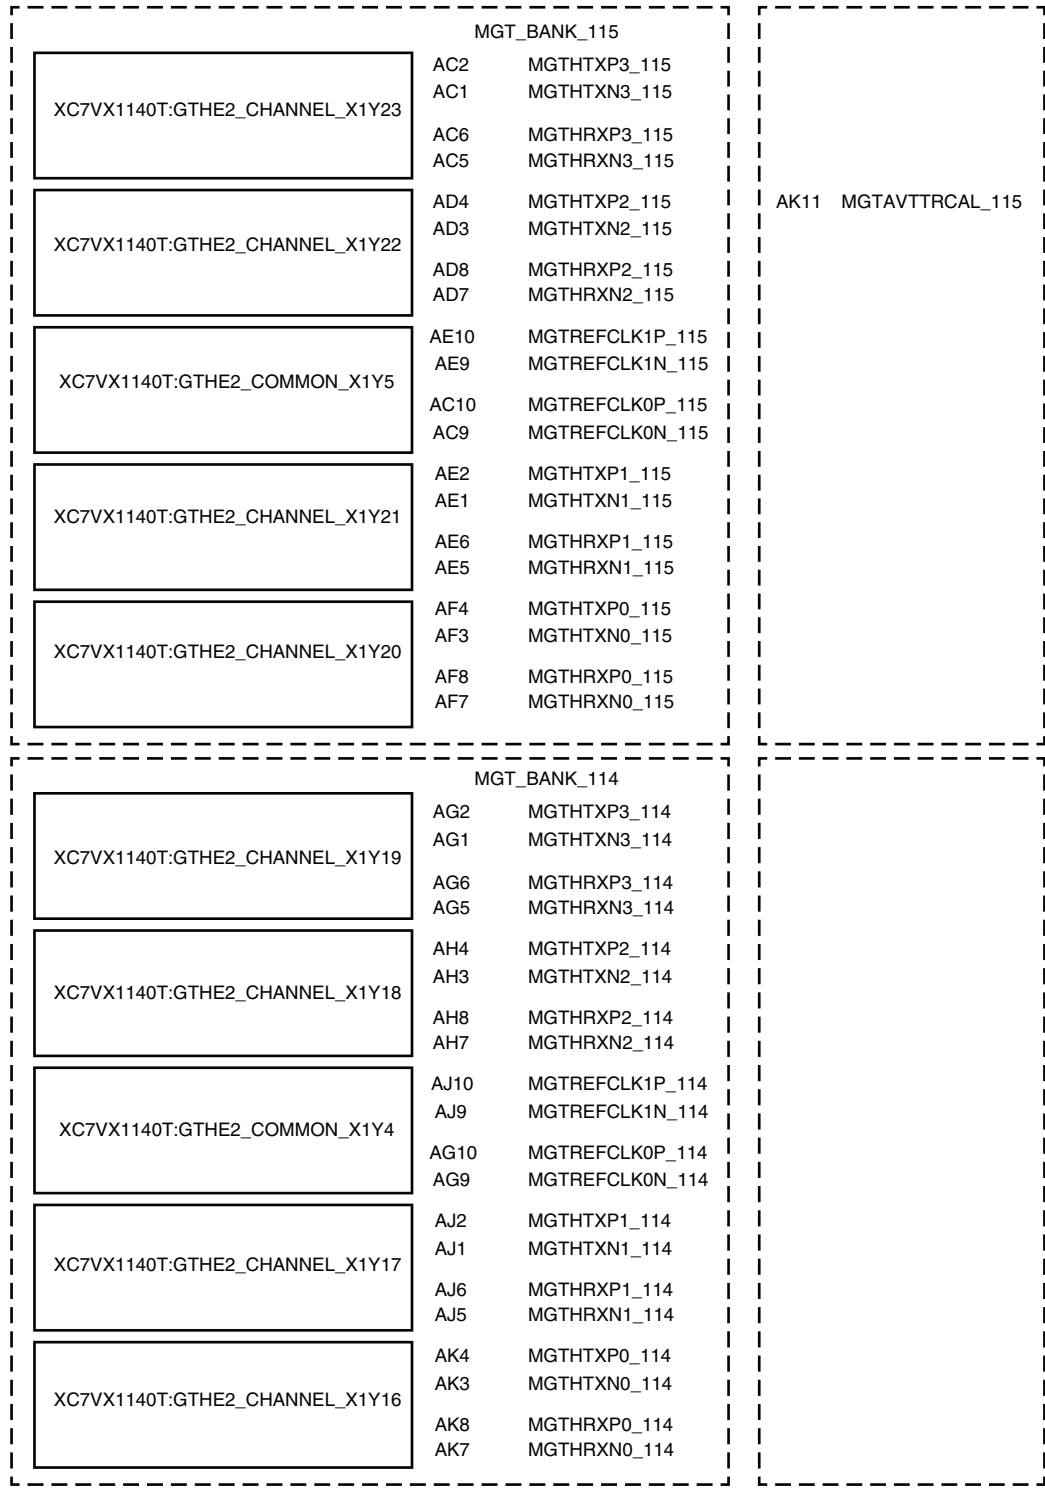 MGT_BANK_115
AC2 MGTHTXP3_115
AC1 MGTHTXN3_115
XC7VX1140T:GTHE2_CHANNEL_X1Y23
AC6 MGTHRXP3_115
AC5 MGTHRXN3_115
AD4 MGTHTXP2_115
AK11 MGTAVTTRCAL_115
AD3 MGTHTXN2_115
XC7VX1140T:GTHE2_CHANNEL_X1Y22
AD8 MGTHRXP2_115
AD7 MGTHRXN2_115
AE10 MGTREFCLK1P_115
AE9 MGTREFCLK1N_115
XC7VX1140T:GTHE2_COMMON_X1Y5
AC10 MGTREFCLK0P_115
AC9 MGTREFCLK0N_115
AE2 MGTHTXP1_115
AE1 MGTHTXN1_115
XC7VX1140T:GTHE2_CHANNEL_X1Y21
AE6 MGTHRXP1_115
AE5 MGTHRXN1_115
AF4 MGTHTXP0_115
AF3 MGTHTXN0_115
XC7VX1140T:GTHE2_CHANNEL_X1Y20
AF8 MGTHRXP0_115
AF7 MGTHRXN0_115
MGT_BANK_114
AG2 MGTHTXP3_114
AG1 MGTHTXN3_114
XC7VX1140T:GTHE2_CHANNEL_X1Y19
AG6 MGTHRXP3_114
AG5 MGTHRXN3_114
AH4 MGTHTXP2_114
AH3 MGTHTXN2_114
XC7VX1140T:GTHE2_CHANNEL_X1Y18
AH8 MGTHRXP2_114
AH7 MGTHRXN2_114
AJ10 MGTREFCLK1P_114
AJ9 MGTREFCLK1N_114
XC7VX1140T:GTHE2_COMMON_X1Y4
AG10 MGTREFCLK0P_114
AG9 MGTREFCLK0N_114
AJ2 MGTHTXP1_114
AJ1 MGTHTXN1_114
XC7VX1140T:GTHE2_CHANNEL_X1Y17
AJ6 MGTHRXP1_114
AJ5 MGTHRXN1_114
AK4 MGTHTXP0_114
AK3 MGTHTXN0_114
XC7VX1140T:GTHE2_CHANNEL_X1Y16
AK8 MGTHRXP0_114
AK7 MGTHRXN0_114